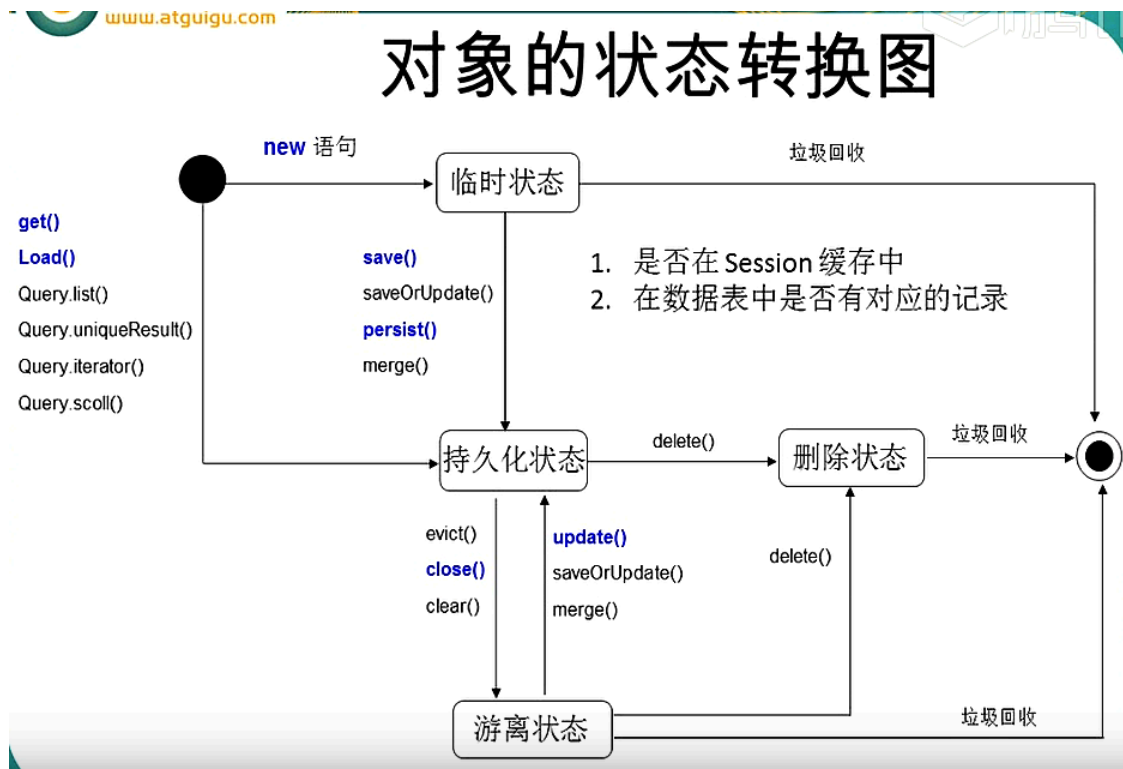 www.atguigu.com
对象的状态转换图
new 语句
临时状态
垃圾回收
get()
Load()
Query.list()
Query.uniqueResult()
Query.iterator()
Query.scoll()
save()
saveOrUpdate()
persist()
merge()
1. 是否在 Session 缓存中
2. 在数据表中是否有对应的记录
持久化状态
delete()
删除状态
垃圾回收
evict()
close()
clear()
update()
saveOrUpdate()
merge()
delete()
游离状态
垃圾回收